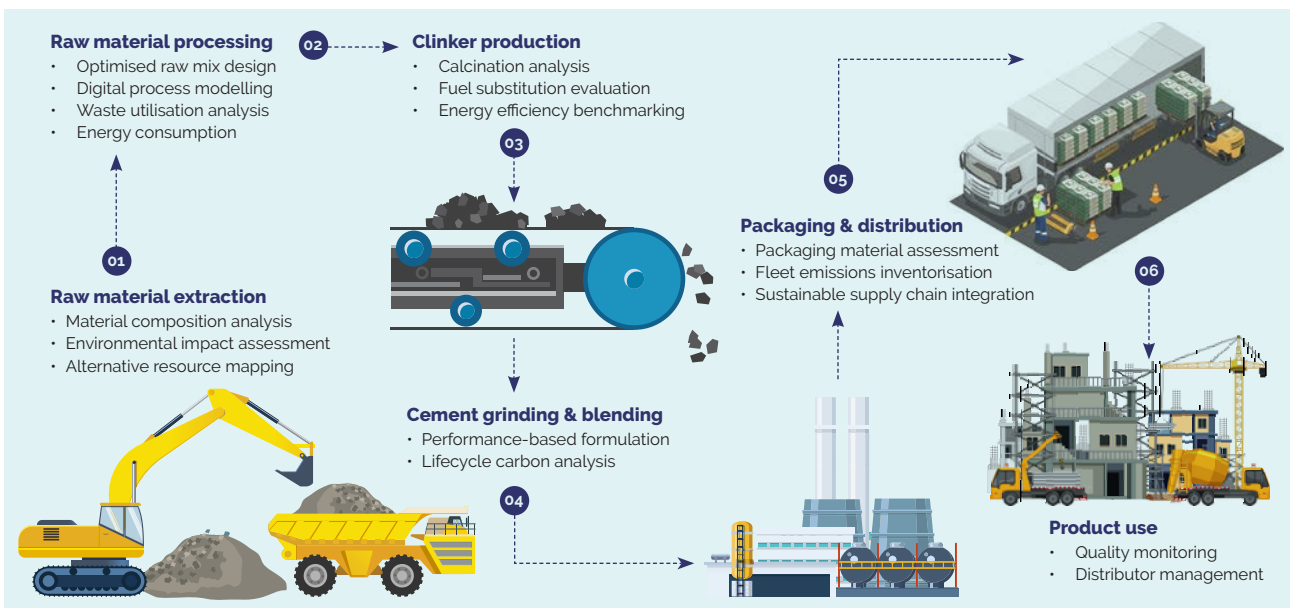 01
Raw material extraction
• Material composition analysis
• Environmental impact assessment
• Alternative resource mapping
Raw material processing
• Optimised raw mix design
• Digital process modelling
• Waste utilisation analysis
• Energy consumption
02
Clinker production
• Calcination analysis
• Fuel substitution evaluation
• Energy efficiency benchmarking
03
Cement grinding & blending
• Performance-based formulation
• Lifecycle carbon analysis
04
05
Packaging & distribution
• Packaging material assessment
• Fleet emissions inventorisation
• Sustainable supply chain integration
06
Product use
• Quality monitoring
• Distributor management